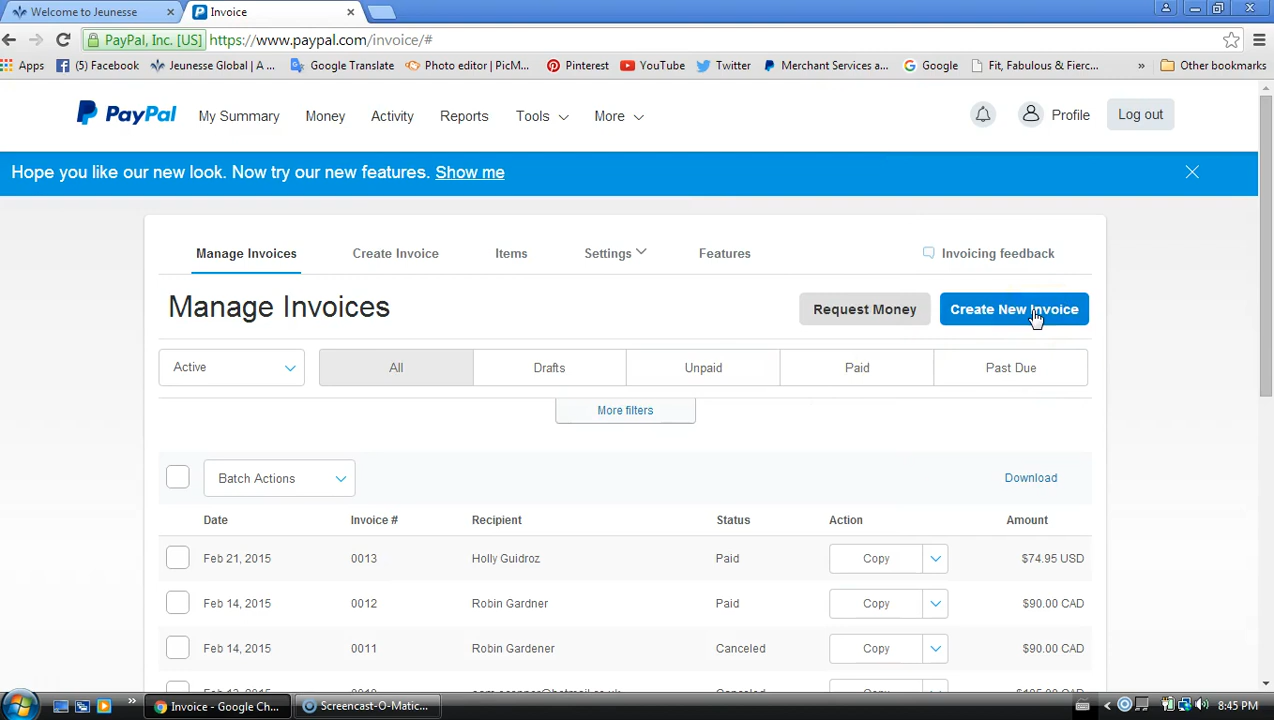 Welcome to Jeunesse
Invoice
PayPal, Inc. [US] https://www.paypal.com/invoice/#
Apps (5) Facebook Jeunesse Global | A ... Google Translate Photo editor | PicM... Pinterest YouTube Twitter Merchant Services a... Google Fit, Fabulous & Fierc... » Other bookmarks
PayPal My Summary Money Activity Reports Tools More Profile Log out
Hope you like our new look. Now try our new features. Show me
Manage Invoices Create Invoice Items Settings Features Invoicing feedback
Manage Invoices Request Money Create New Invoice
Active All Drafts Unpaid Paid Past Due
More filters
Batch Actions Download
Date Invoice # Recipient Status Action Amount
Feb 21, 2015 0013 Holly Guidroz Paid Copy $74.95 USD
Feb 14, 2015 0012 Robin Gardner Paid Copy $90.00 CAD
Feb 14, 2015 0011 Robin Gardener Canceled Copy $90.00 CAD
Invoice - Google Ch... Screencast-O-Matic... 8:45 PM